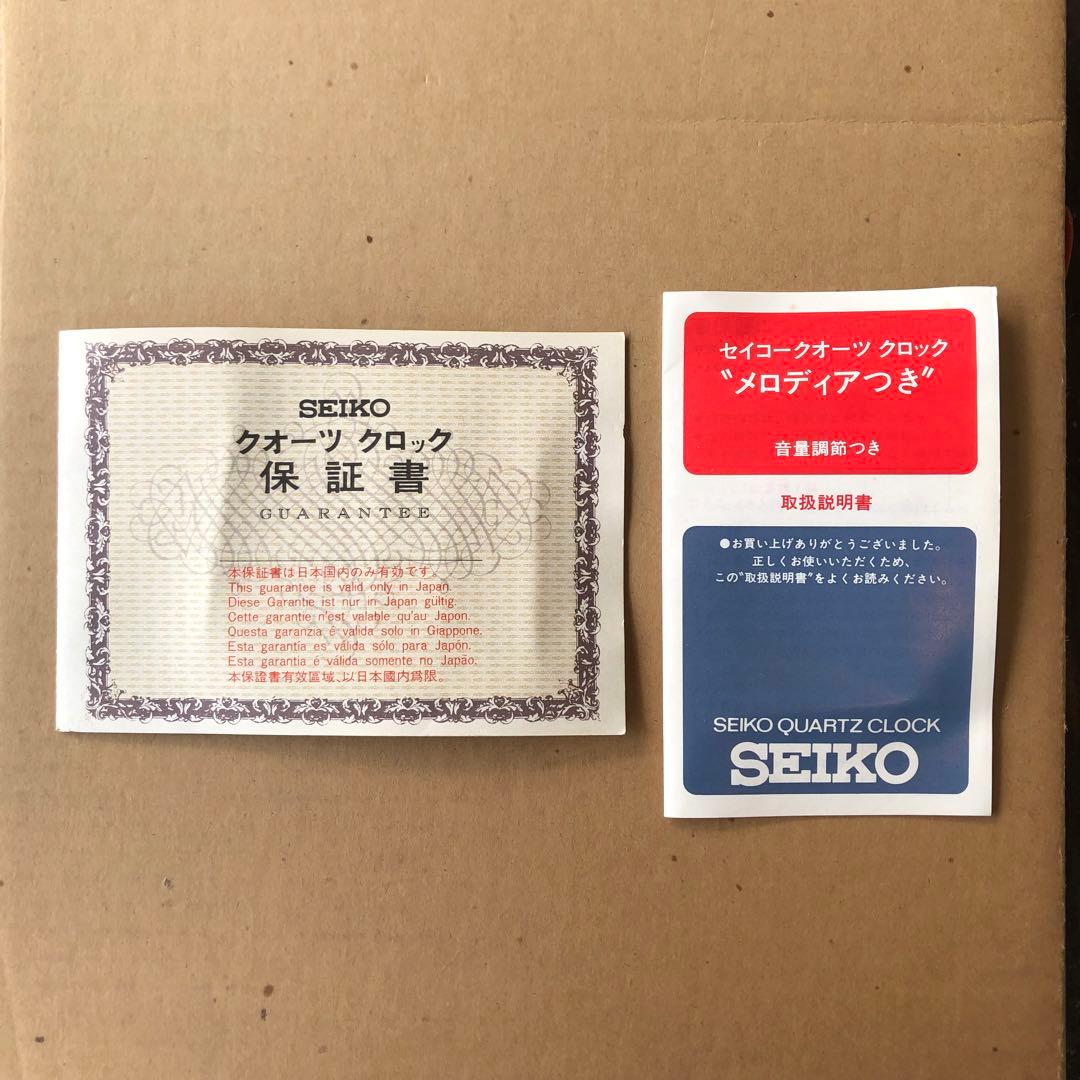 SEIKO
クオーツ クロック
保証書
GUARANTEE
本保証書は日本国内のみ有効です。
This guarantee is valid only in Japan.
Diese Garantie ist nur in Japan gültig.
Cette garantie n'est valable qu'au Japon.
Questa garanzia é valida solo in Giappone.
Esta garantia es válida sólo para Japón.
Esta garantia é válida somente no Japão.
本保證書有效區域、以日本國内爲限。
セイコークオーツ クロック
“メロディアつき”
音量調節つき
取扱説明書
●お買い上げありがとうございました。
正しくお使いいただくため、
この“取扱説明書”をよくお読みください。
SEIKO QUARTZ CLOCK
SEIKO